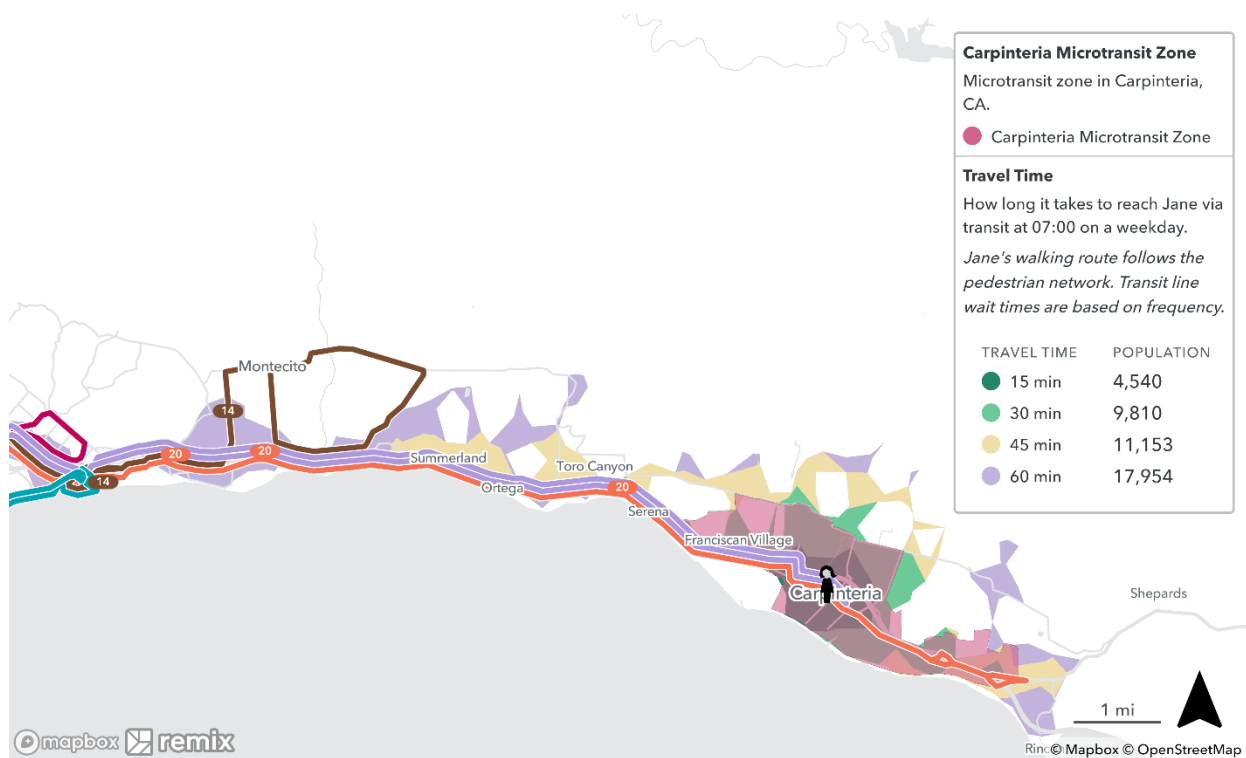 Carpinteria Microtransit Zone
Microtransit zone in Carpinteria,
CA.
Carpinteria Microtransit Zone
Travel Time
How long it takes to reach Jane via
transit at 07:00 on a weekday.
Jane's walking route follows the
pedestrian network. Transit line
wait times are based on frequency.
TRAVEL TIME POPULATION
15 min 4,540
30 min 9,810
45 min 11,153
60 min 17,954
Montecito
14
20
20
Summerland
Toro Canyon
14
Ortega
20
Serena
Franciscan Village
Carpinteria
Shepards
1 mi
mapbox remix
© Mapbox © OpenStreetMap